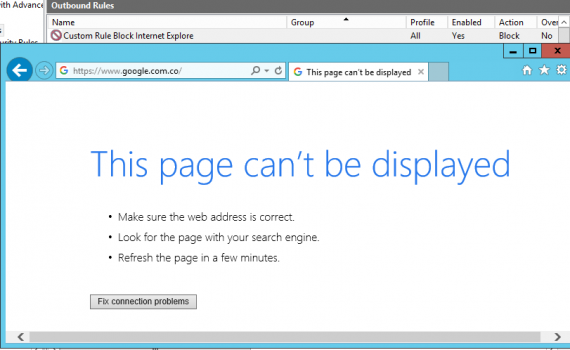 with Advance
Outbound Rules
Name Group Profile Enabled Action Over
Custom Rule Block Internet Explore All Yes Block No
urity Rules
https://www.google.com.co/ This page can't be displayed
This page can't be displayed
• Make sure the web address is correct.
• Look for the page with your search engine.
• Refresh the page in a few minutes.
Fix connection problems